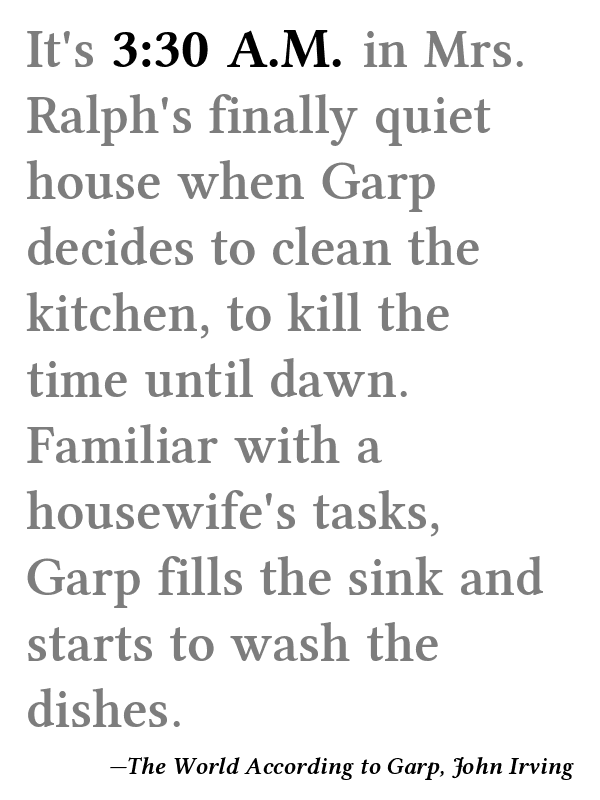 It's 3:30 A.M. in Mrs.
Ralph's finally quiet
house when Garp
decides to clean the
kitchen, to kill the
time until dawn.
Familiar with a
housewife's tasks,
Garp fills the sink and
starts to wash the
dishes.
—The World According to Garp, John Irving